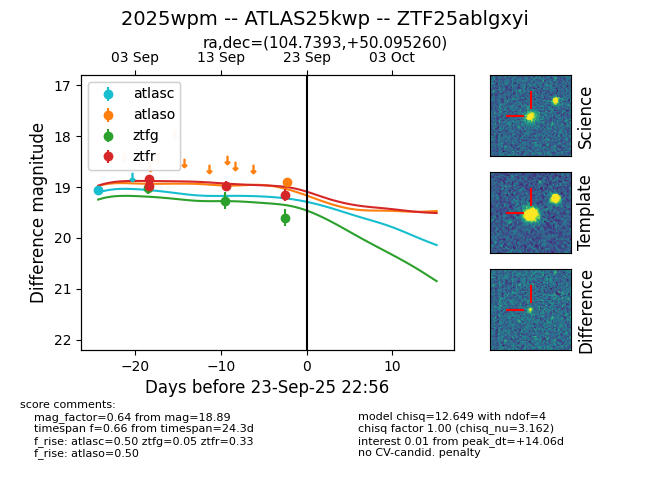 2025wpm -- ATLAS25kwp -- ZTF25ablgxyi
ra,dec=(104.7393,+50.095260)
03 Sep 13 Sep 23 Sep 03 Oct
17
18
19
20
21
22
Difference magnitude
atlasc
atlaso
ztfg
ztfr
−20 −10 0 10
Days before 23-Sep-25 22:56
Science
Template
Difference
score comments:
mag_factor=0.64 from mag=18.89
timespan f=0.66 from timespan=24.3d
f_rise: atlasc=0.50 ztfg=0.05 ztfr=0.33
f_rise: atlaso=0.50
model chisq=12.649 with ndof=4
chisq factor 1.00 (chisq_nu=3.162)
interest 0.01 from peak_dt=+14.06d
no CV-candid. penalty